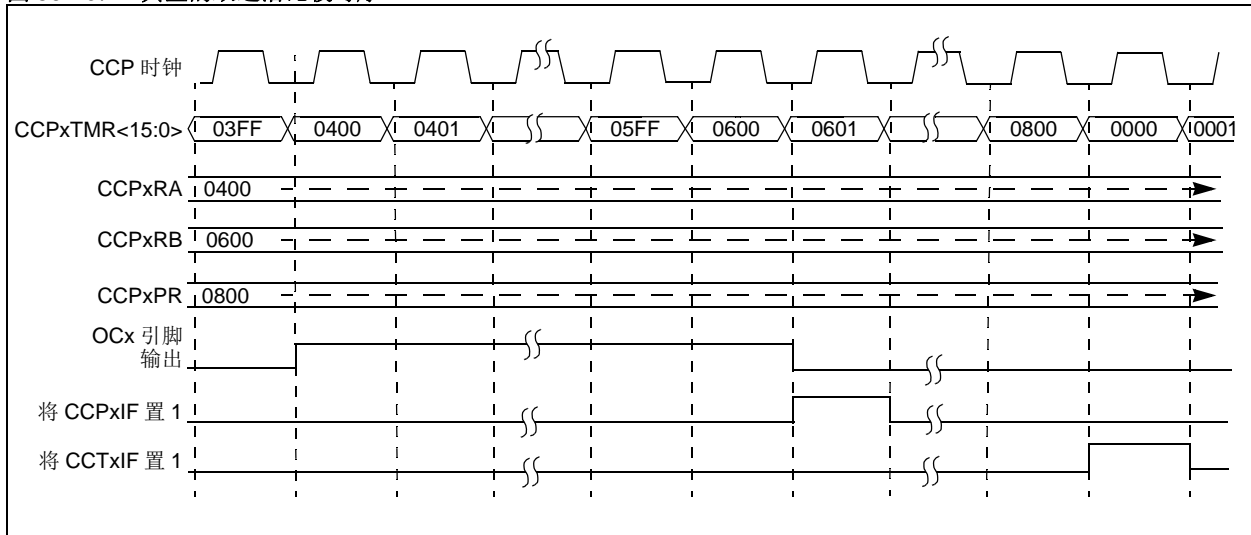 CCP 时钟
CCPxTMR<15:0> 03FF 0400 0401 05FF 0600 0601 0800 0000 0001
CCPxRA 0400
CCPxRB 0600
CCPxPR 0800
OCx 引脚
输出
将 CCPxIF 置 1
将 CCTxIF 置 1